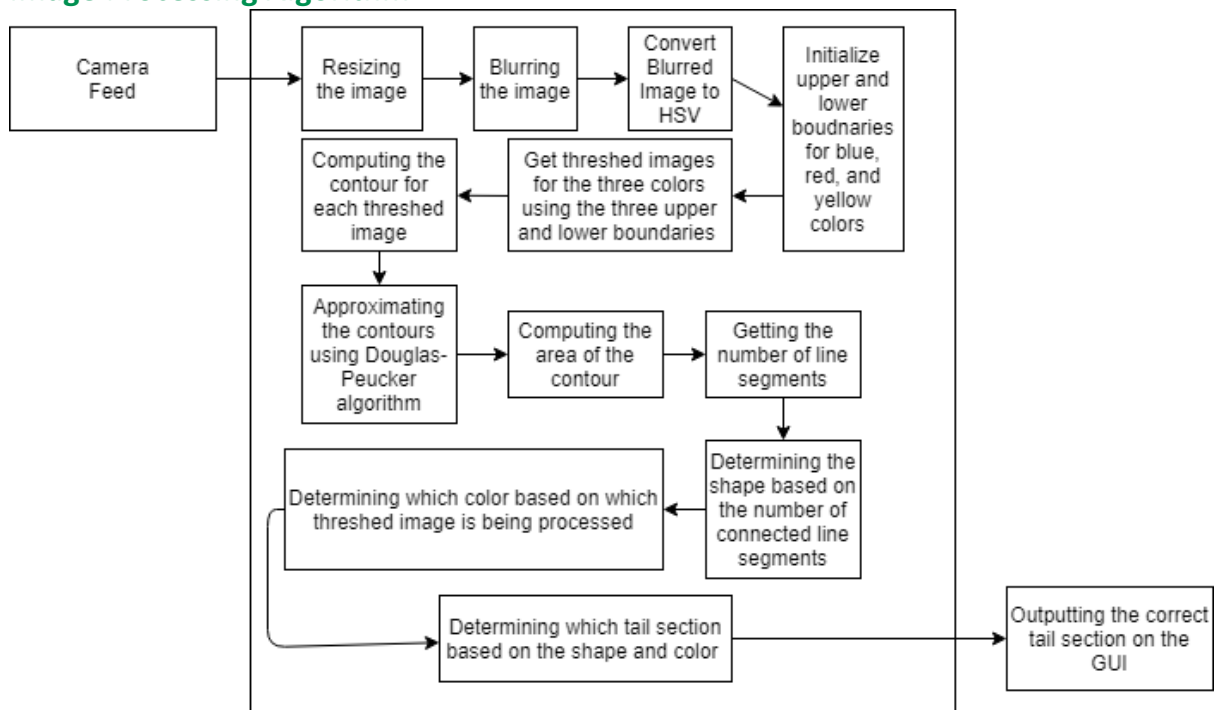 Image Processing Algorithm
Camera
Feed
Resizing
the image
Blurring
the image
Convert
Blurred
Image to
HSV
Initialize
upper and
lower
boudnaries
for blue,
red, and
yellow
colors
Get threshed images
for the three colors
using the three upper
and lower boundaries
Computing the
contour for
each threshed
image
Approximating
the contours
using Douglas-
Peucker
algorithm
Computing the
area of the
contour
Getting the
number of line
segments
Determining the
shape based on
the number of
connected line
segments
Determining which color based on which
threshed image is being processed
Determining which tail section
based on the shape and color
Outputting the correct
tail section on the
GUI